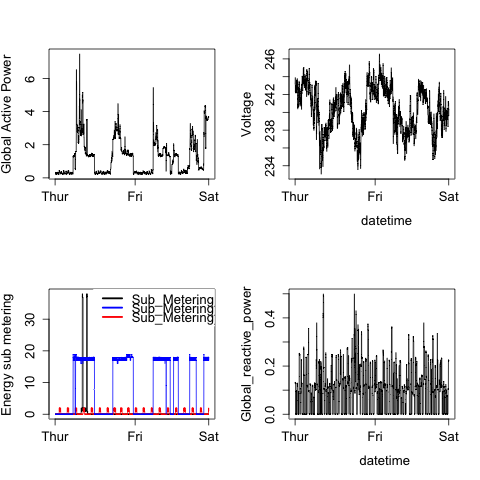 Global Active Power
0 2 4 6
Thur Fri Sat
Voltage
234 238 242 246
Thur Fri Sat
datetime
Energy sub metering
0 10 20 30
Sub_Metering
Sub_Metering
Sub_Metering
Thur Fri Sat
Global_reactive_power
0.0 0.2 0.4
Thur Fri Sat
datetime